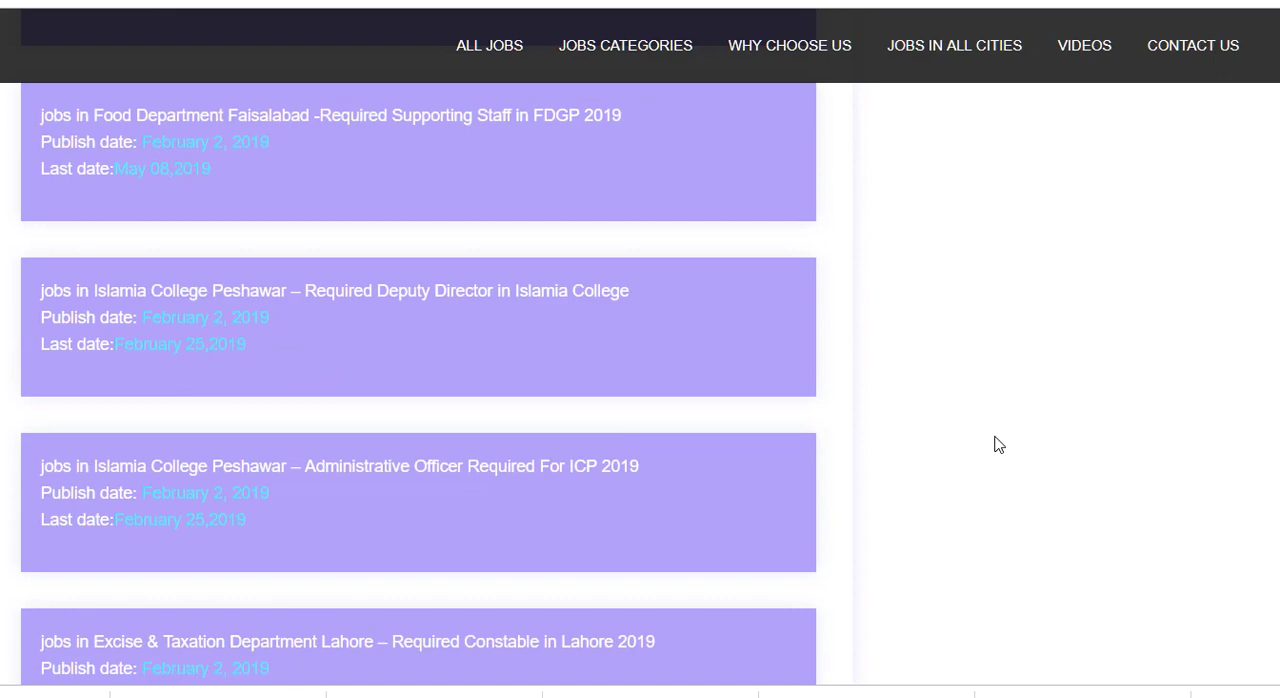 ALL JOBS JOBS CATEGORIES WHY CHOOSE US JOBS IN ALL CITIES VIDEOS CONTACT US
jobs in Food Department Faisalabad -Required Supporting Staff in FDGP 2019
Publish date: February 2, 2019
Last date:May 08,2019
jobs in Islamia College Peshawar – Required Deputy Director in Islamia College
Publish date: February 2, 2019
Last date:February 25,2019
jobs in Islamia College Peshawar – Administrative Officer Required For ICP 2019
Publish date: February 2, 2019
Last date:February 25,2019
jobs in Excise & Taxation Department Lahore – Required Constable in Lahore 2019
Publish date: February 2, 2019